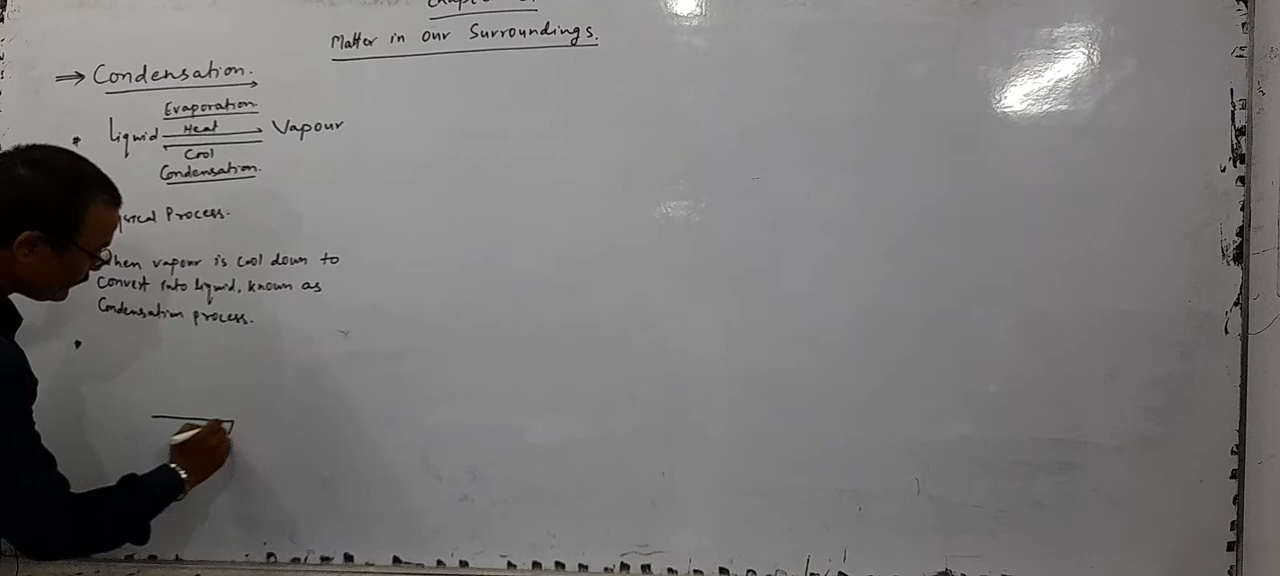 Matter in our Surroundings.
⇒ Condensation.
Evaporation.
Liquid Heat Vapour
Cool
Condensation.
Process.
When vapour is cool down to
Convert into liquid, known as
Condensation process.